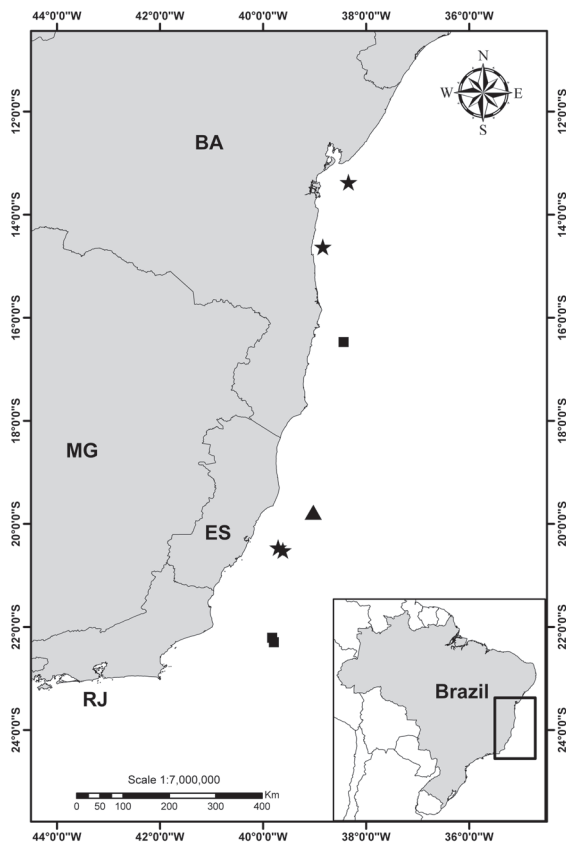 44°0'0"W 42°0'0"W 40°0'0"W 38°0'0"W 36°0'0"W
N
W E
S
12°0'0"S 12°0'0"S
BA
14°0'0"S 14°0'0"S
16°0'0"S 16°0'0"S
18°0'0"S 18°0'0"S
MG
20°0'0"S 20°0'0"S
ES
22°0'0"S 22°0'0"S
Brazil
RJ
24°0'0"S 24°0'0"S
Scale 1:7,000,000
Km
0 50 100 200 300 400
44°0'0"W 42°0'0"W 40°0'0"W 38°0'0"W 36°0'0"W